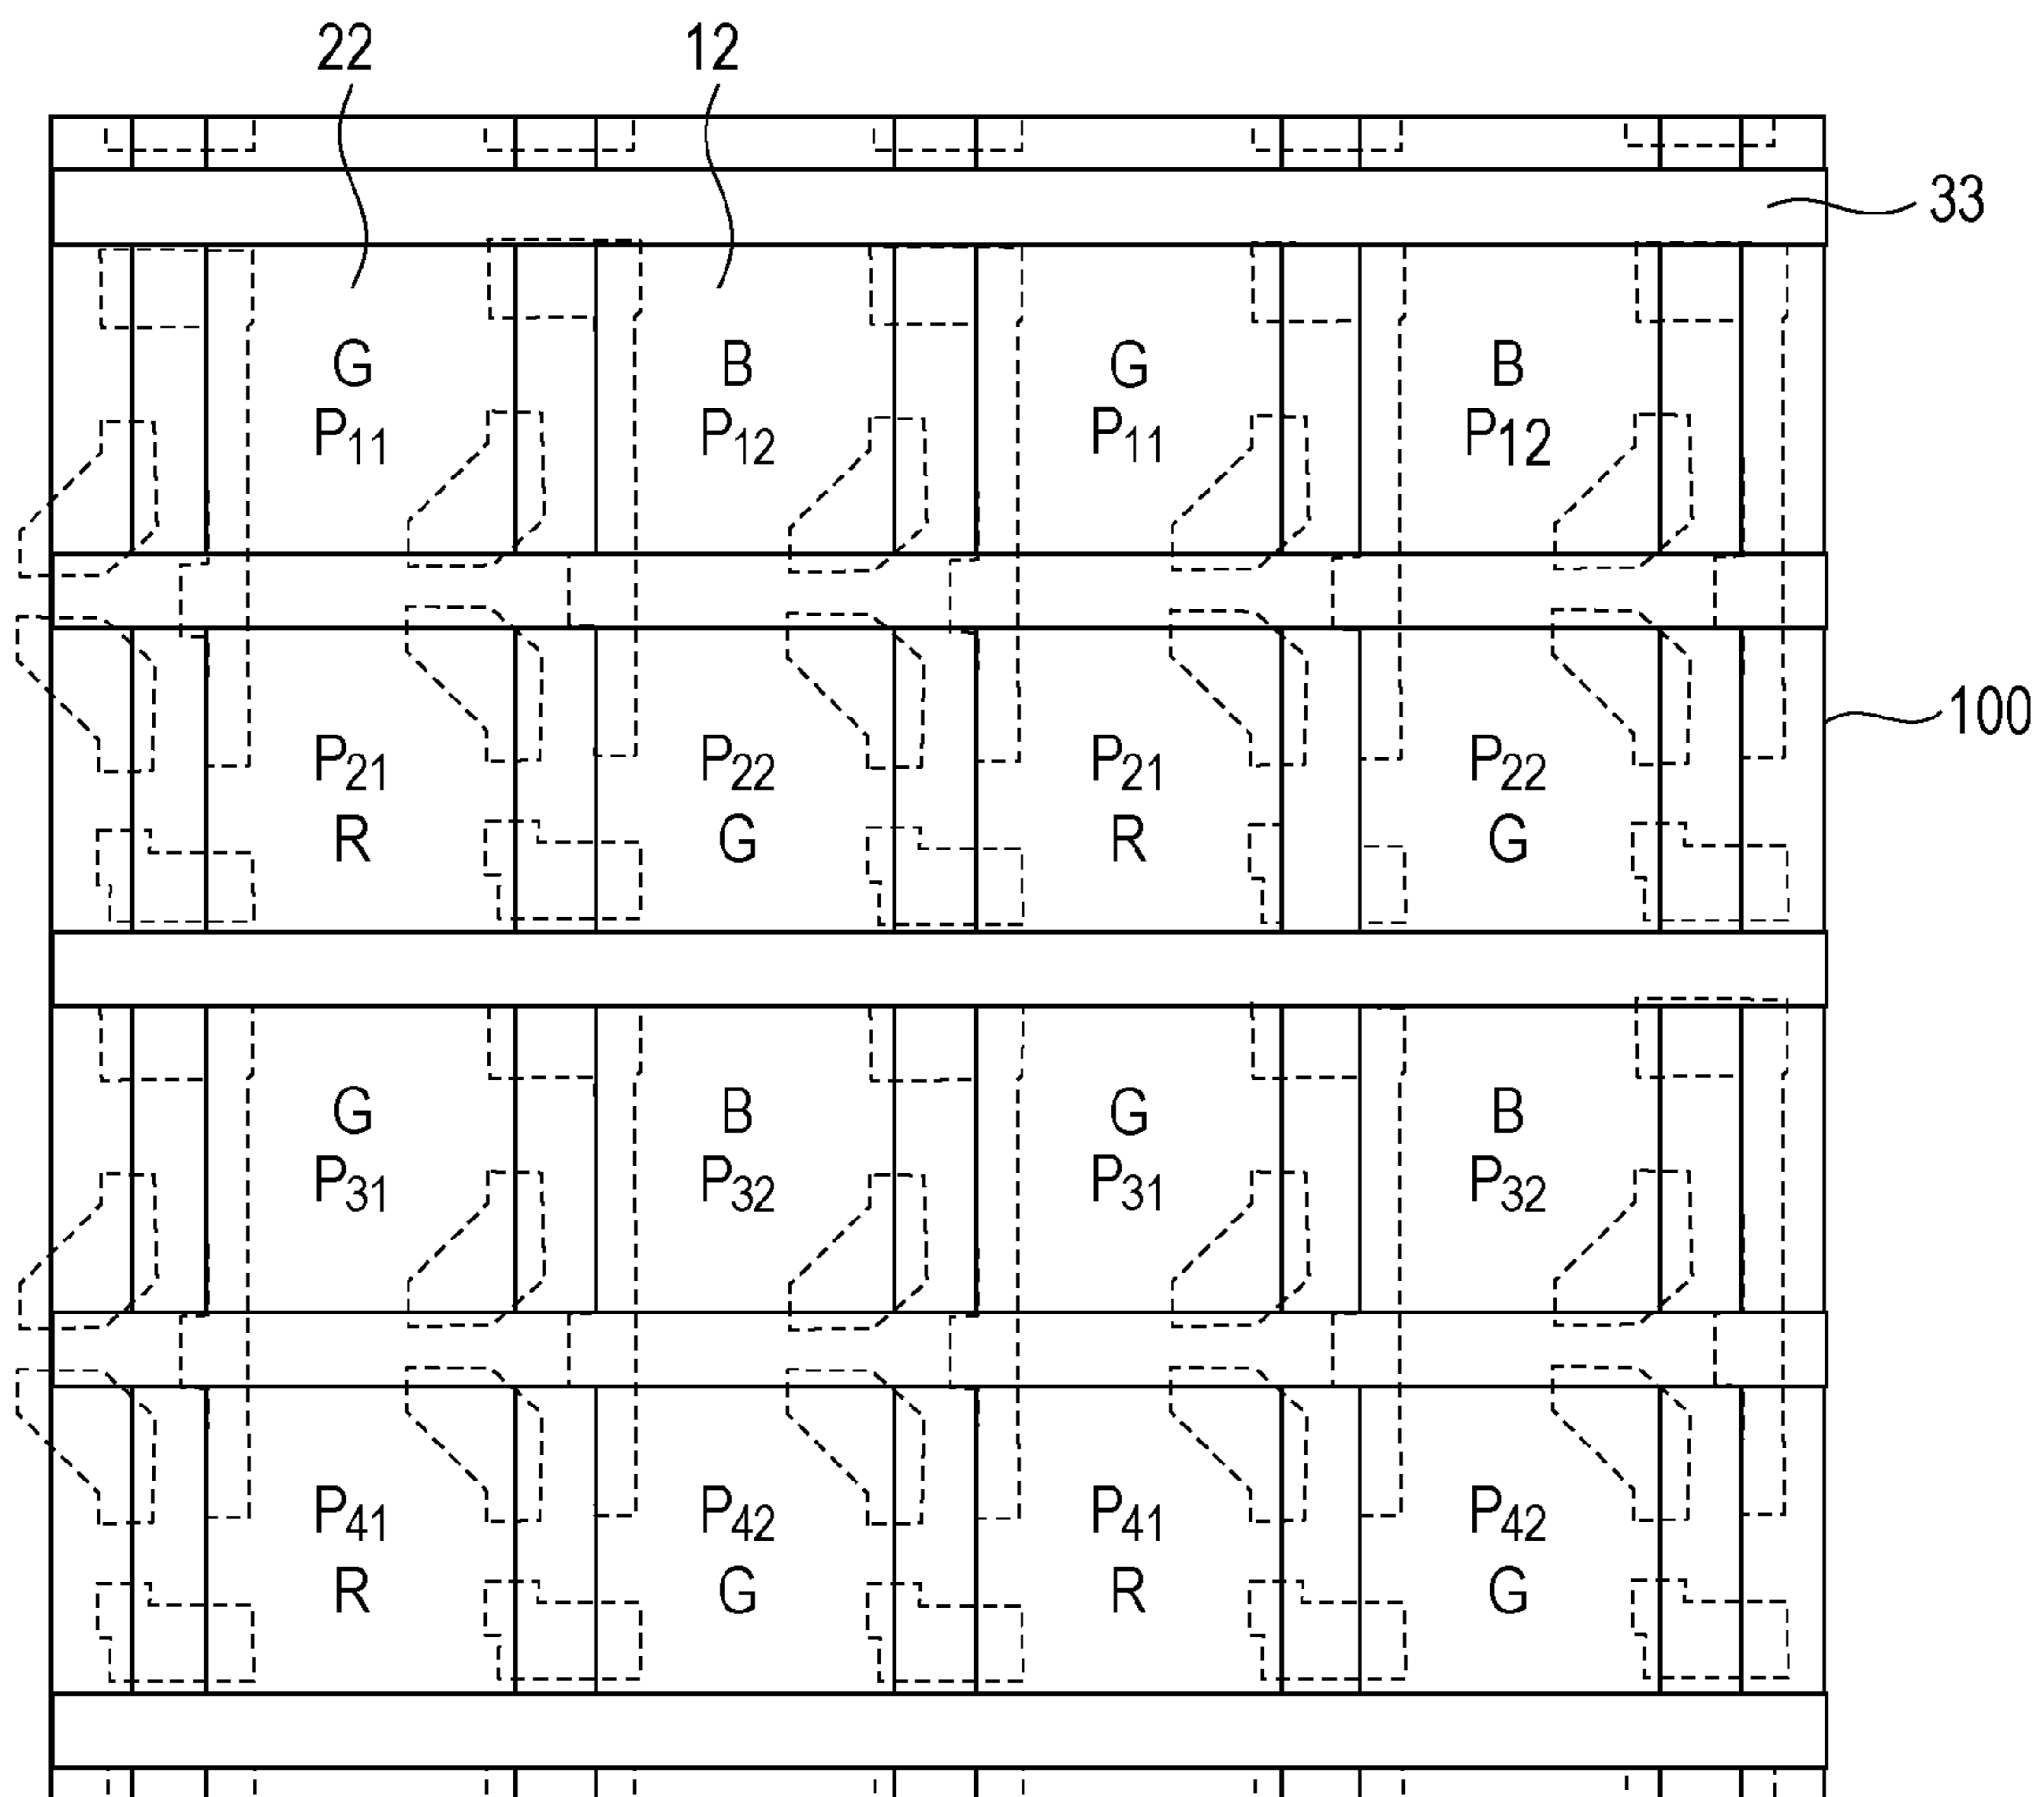 22 12
33
G B G B
P11 P12 P11 P12
100
P21 P22 P21 P22
R G R G
G B G B
P31 P32 P31 P32
P41 P42 P41 P42
R G R G